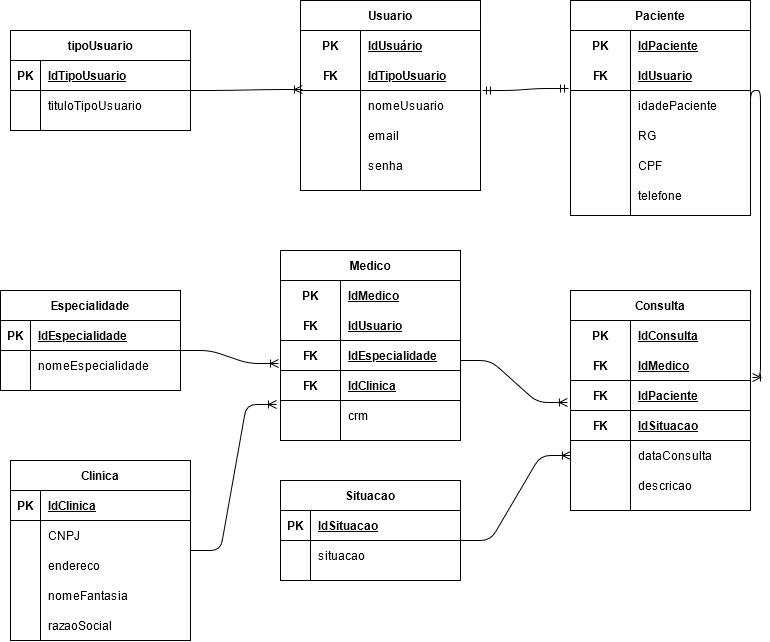 tipoUsuario
PK IdTipoUsuario
tituloTipoUsuario
Usuario
PK IdUsuário
FK IdTipoUsuario
nomeUsuario
email
senha
Paciente
PK IdPaciente
FK IdUsuario
idadePaciente
RG
CPF
telefone
Especialidade
PK IdEspecialidade
nomeEspecialidade
Medico
PK IdMedico
FK IdUsuario
FK IdEspecialidade
FK IdClinica
crm
Consulta
PK IdConsulta
FK IdMedico
FK IdPaciente
FK IdSituacao
dataConsulta
descricao
Clinica
PK IdClinica
CNPJ
endereco
nomeFantasia
razaoSocial
Situacao
PK IdSituacao
situacao